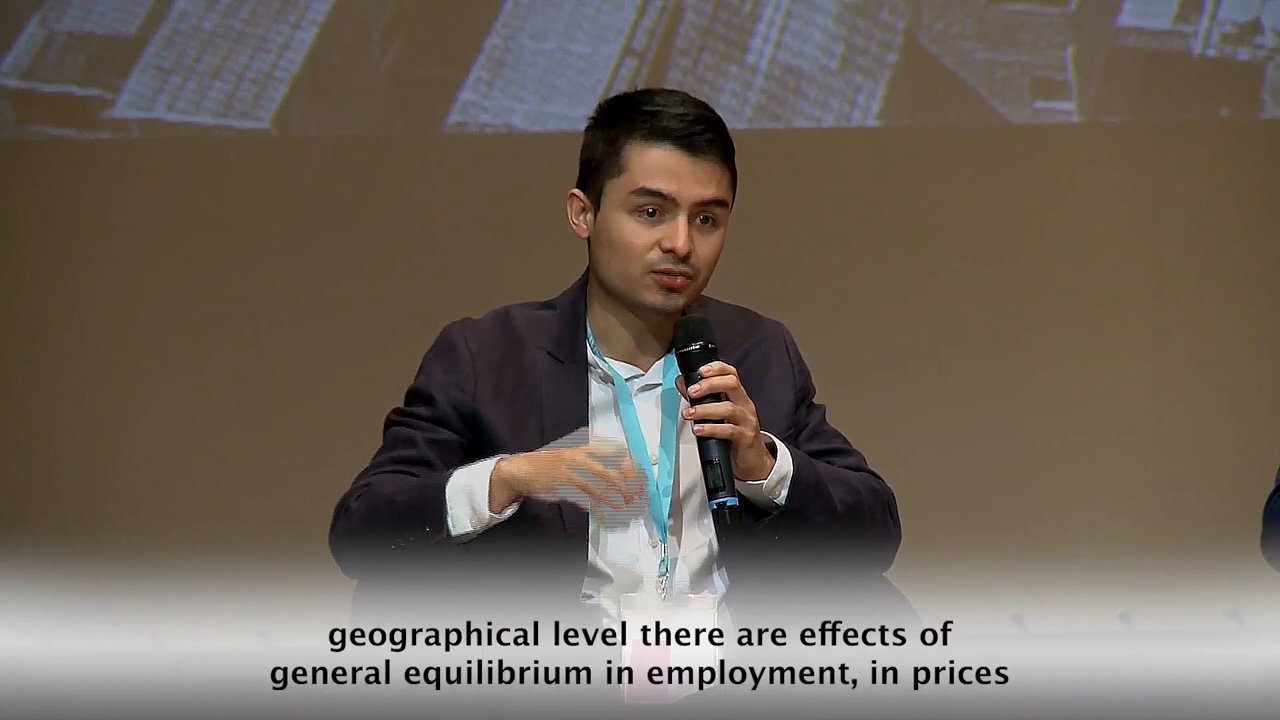 geographical level there are effects of
general equilibrium in employment, in prices